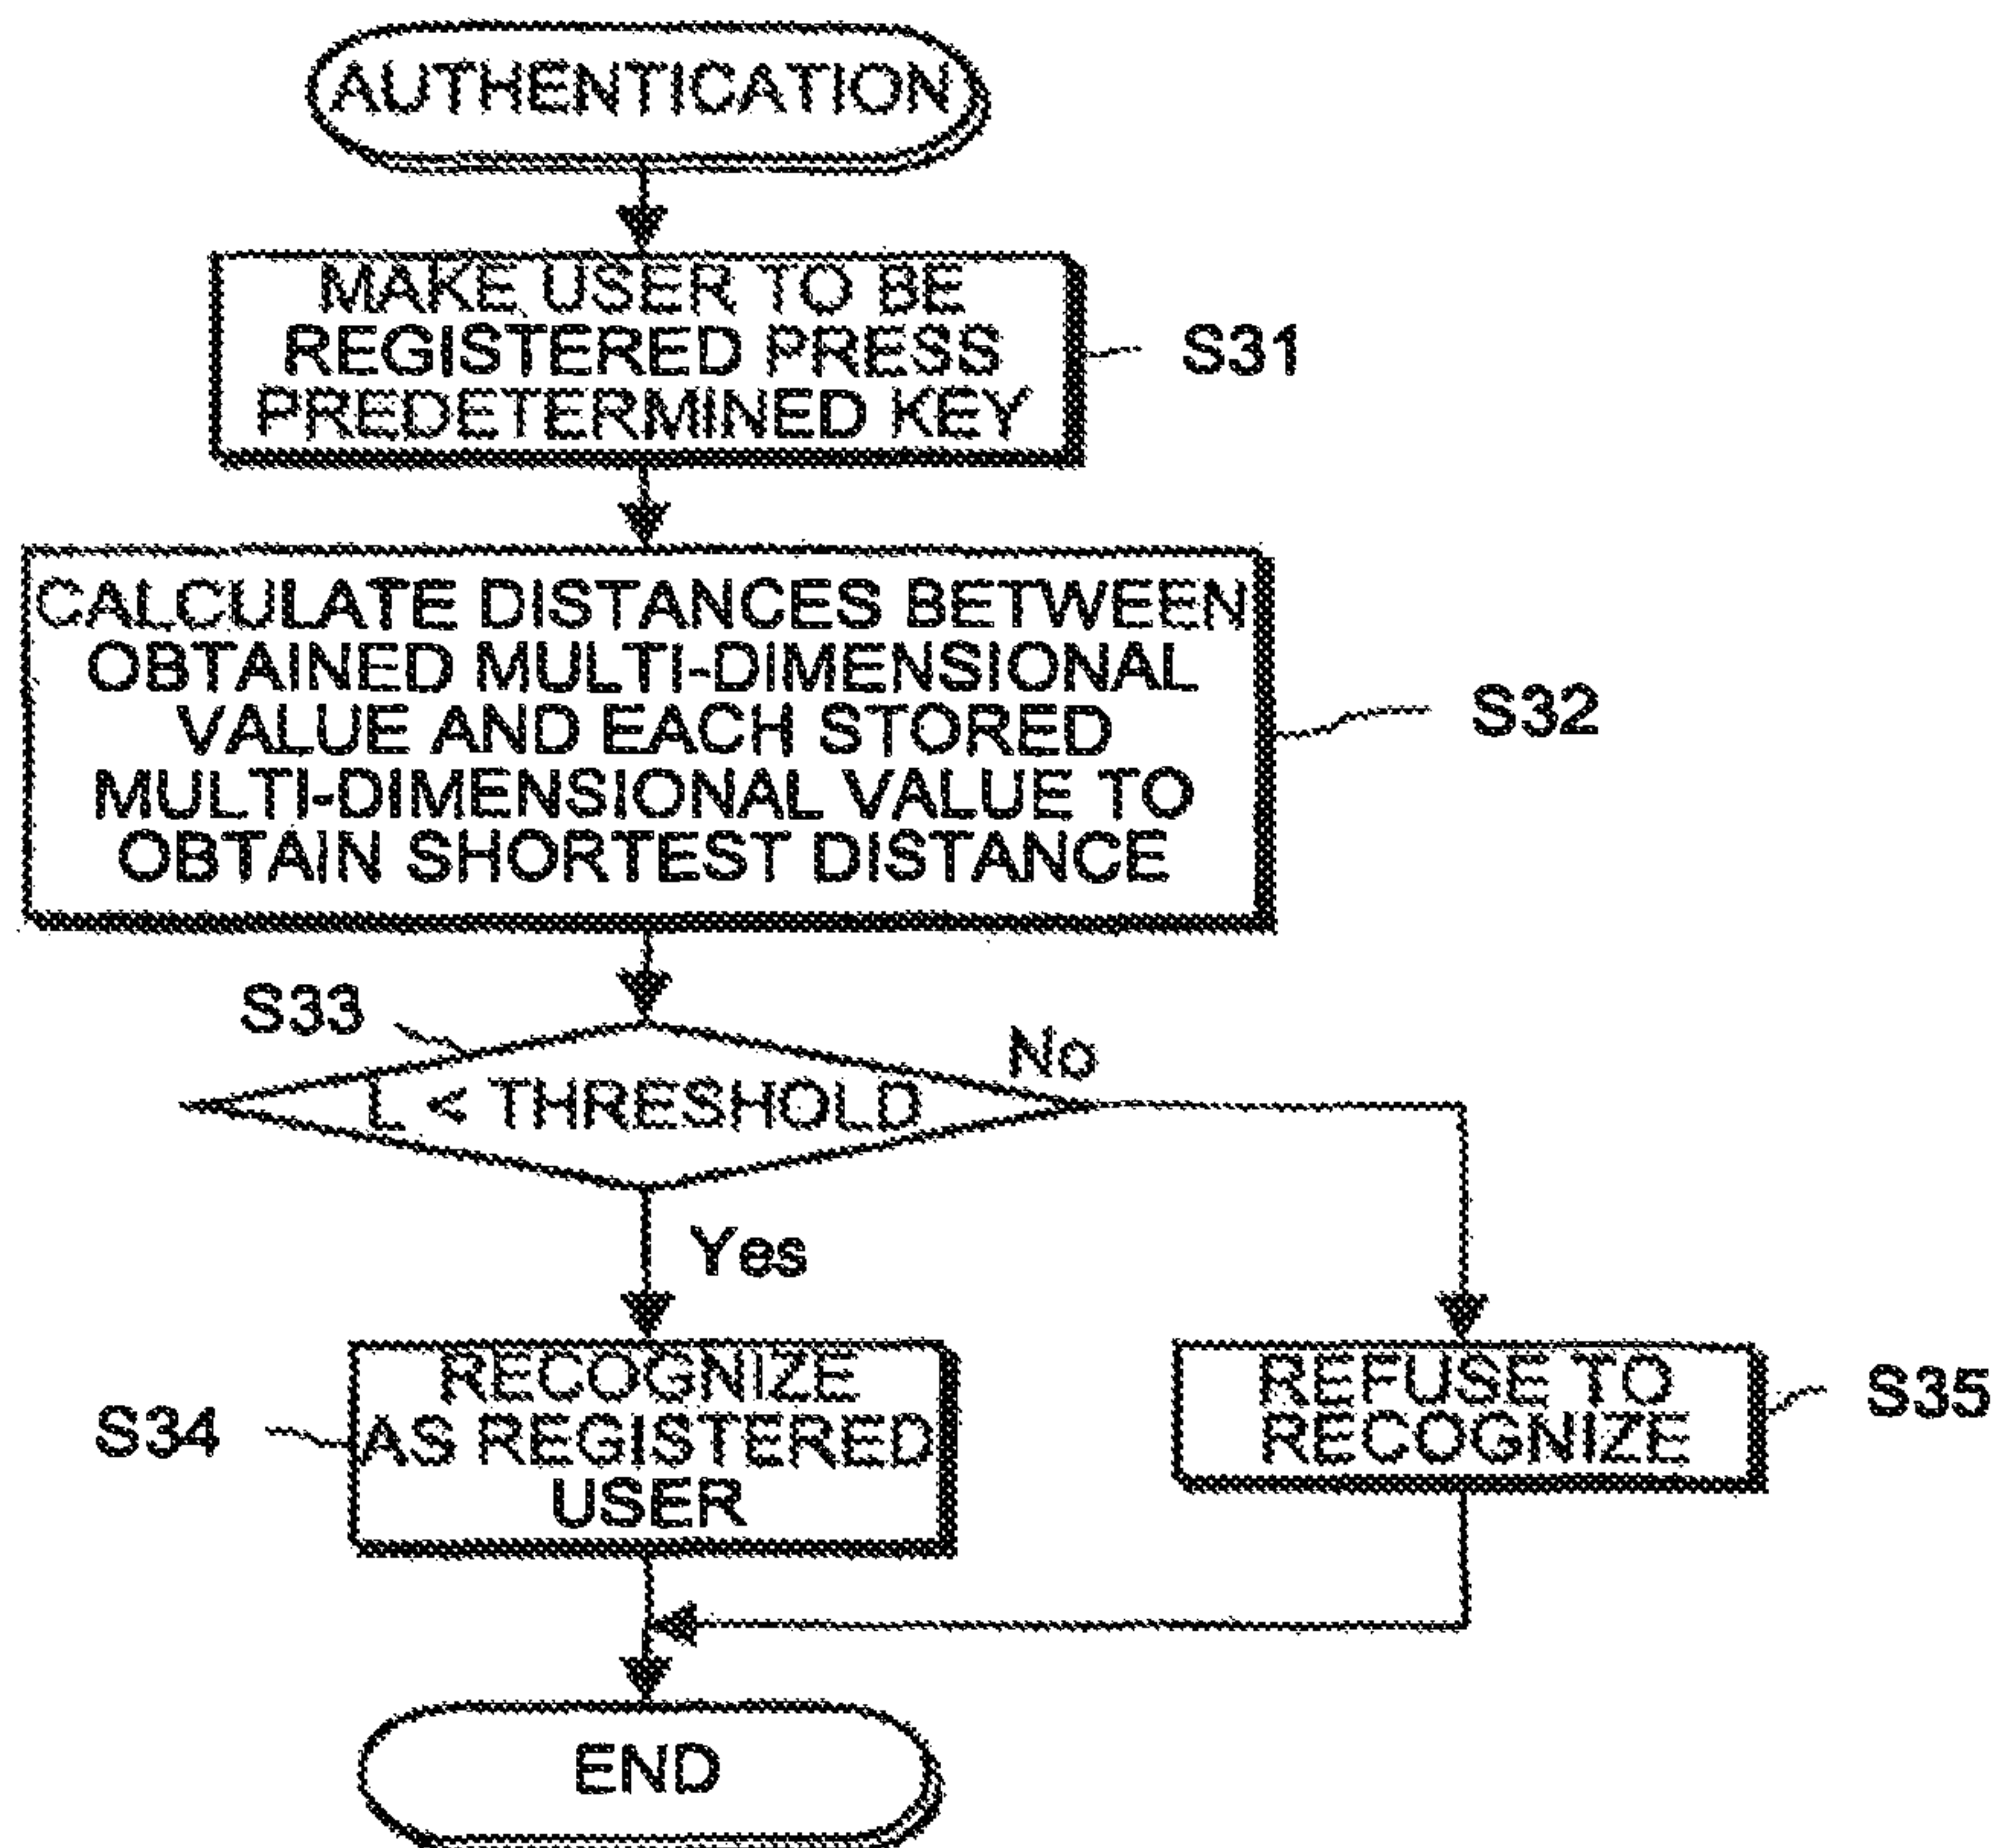 AUTHENTICATION
MAKE USER TO BE
REGISTERED PRESS
PREDETERMINED KEY
S31
CALCULATE DISTANCES BETWEEN
OBTAINED MULTI-DIMENSIONAL
VALUE AND EACH STORED
MULTI-DIMENSIONAL VALUE TO
OBTAIN SHORTEST DISTANCE
S32
S33
L < THRESHOLD
No
Yes
RECOGNIZE
AS REGISTERED
USER
S34
REFUSE TO
RECOGNIZE
S35
END